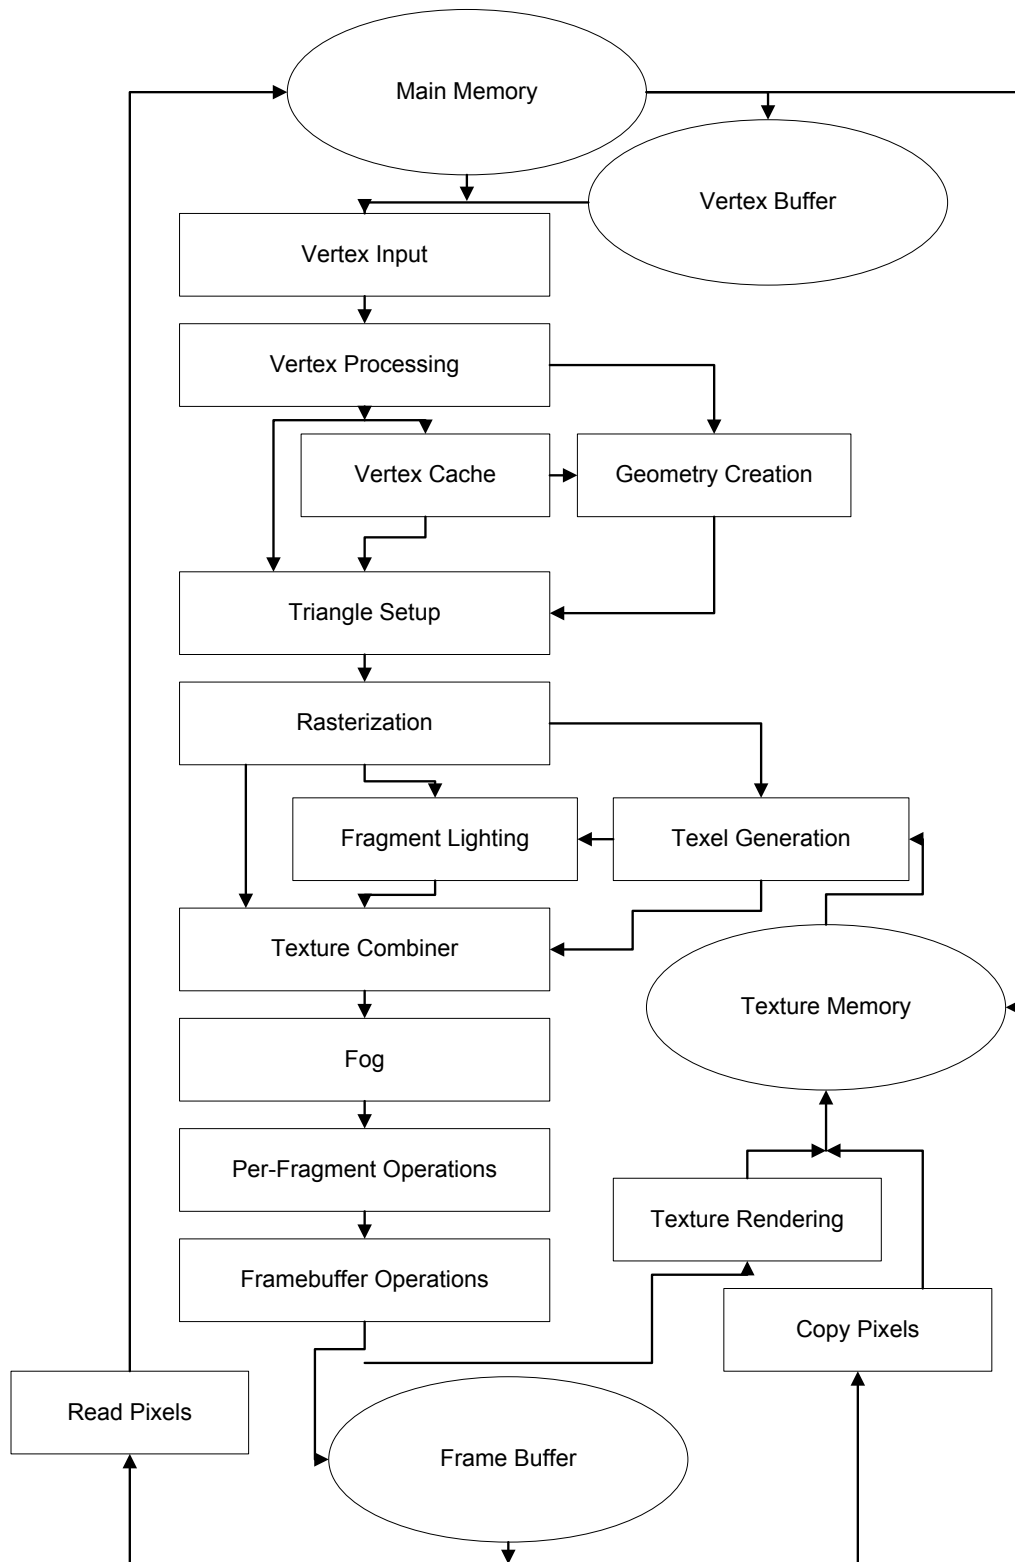 Main Memory
Vertex Buffer
Vertex Input
Vertex Processing
Vertex Cache
Geometry Creation
Triangle Setup
Rasterization
Fragment Lighting
Texel Generation
Texture Combiner
Texture Memory
Fog
Per-Fragment Operations
Texture Rendering
Framebuffer Operations
Copy Pixels
Read Pixels
Frame Buffer